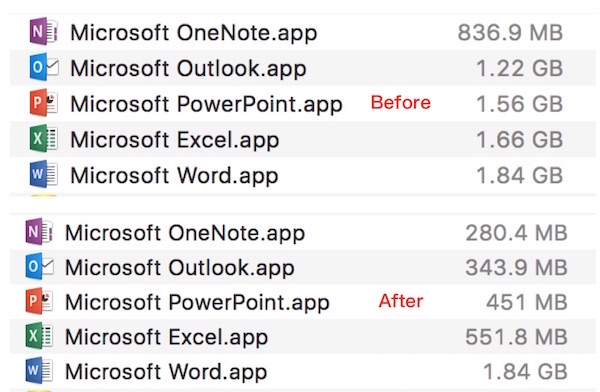 Microsoft OneNote.app 836.9 MB
Microsoft Outlook.app 1.22 GB
Microsoft PowerPoint.app Before 1.56 GB
Microsoft Excel.app 1.66 GB
Microsoft Word.app 1.84 GB
Microsoft OneNote.app 280.4 MB
Microsoft Outlook.app 343.9 MB
Microsoft PowerPoint.app After 451 MB
Microsoft Excel.app 551.8 MB
Microsoft Word.app 1.84 GB